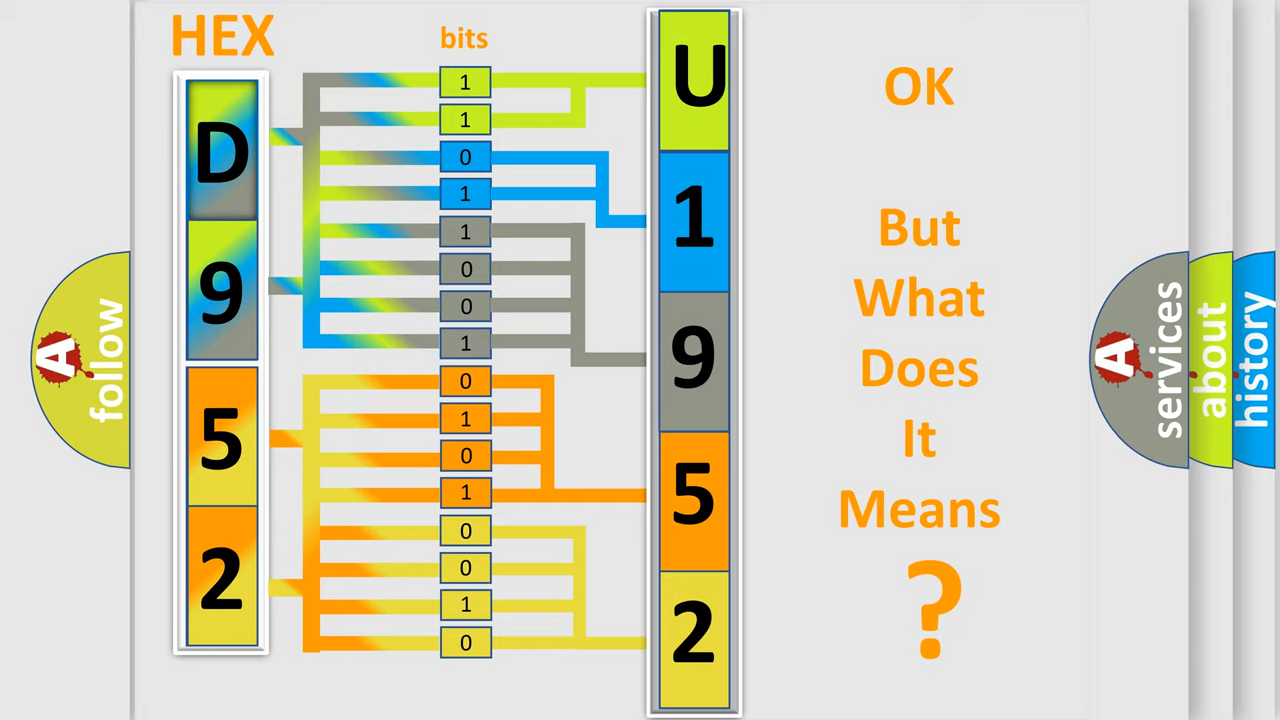 HEX
bits
D
9
5
2
1
1
0
1
1
0
0
1
0
1
0
1
0
0
1
0
U
1
9
5
2
OK
But
What
Does
It
Means
?
A
follow
A
services
about
history